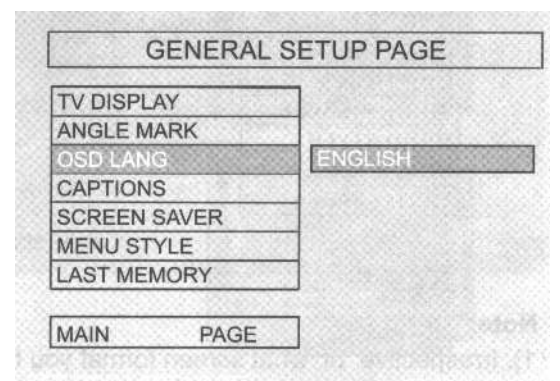 GENERAL SETUP PAGE
TV DISPLAY
ANGLE MARK
OSD LANG ENGLISH
CAPTIONS
SCREEN SAVER
MENU STYLE
LAST MEMORY
MAIN PAGE